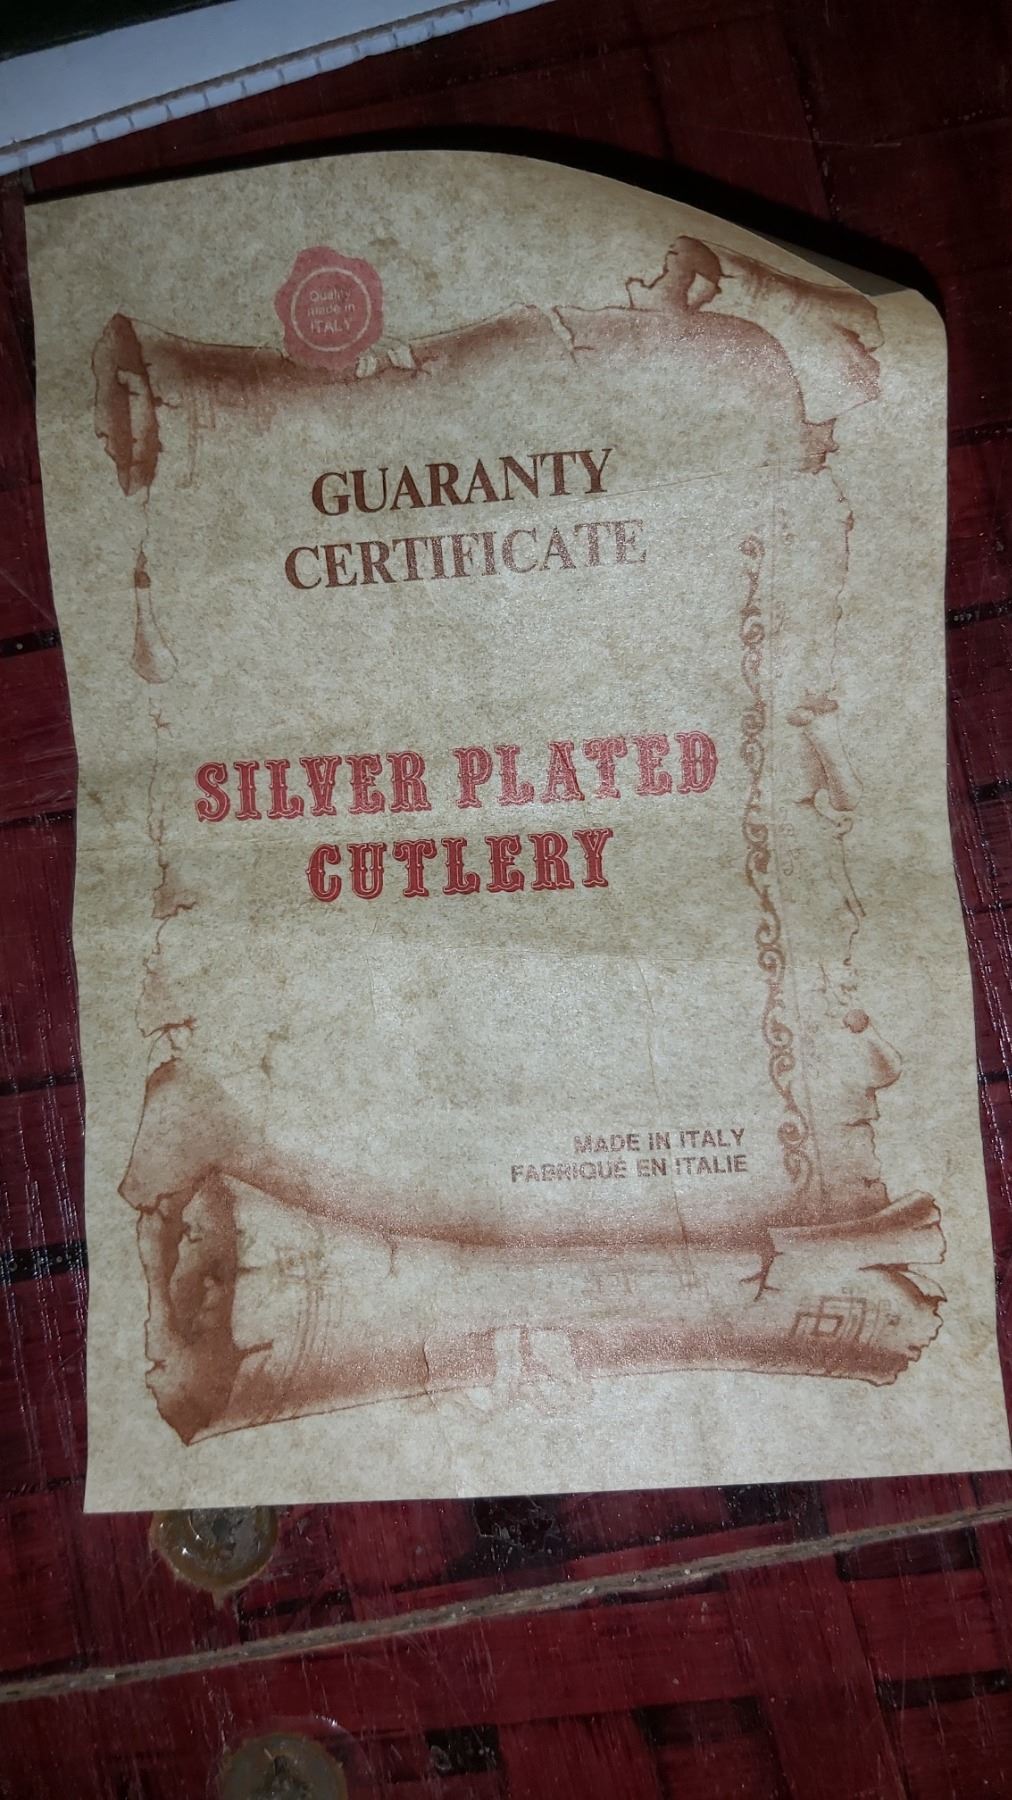 Quality
made in
ITALY
GUARANTY
CERTIFICATE
SILVER PLATED
CUTLERY
MADE IN ITALY
FABRIQUÉ EN ITALIE